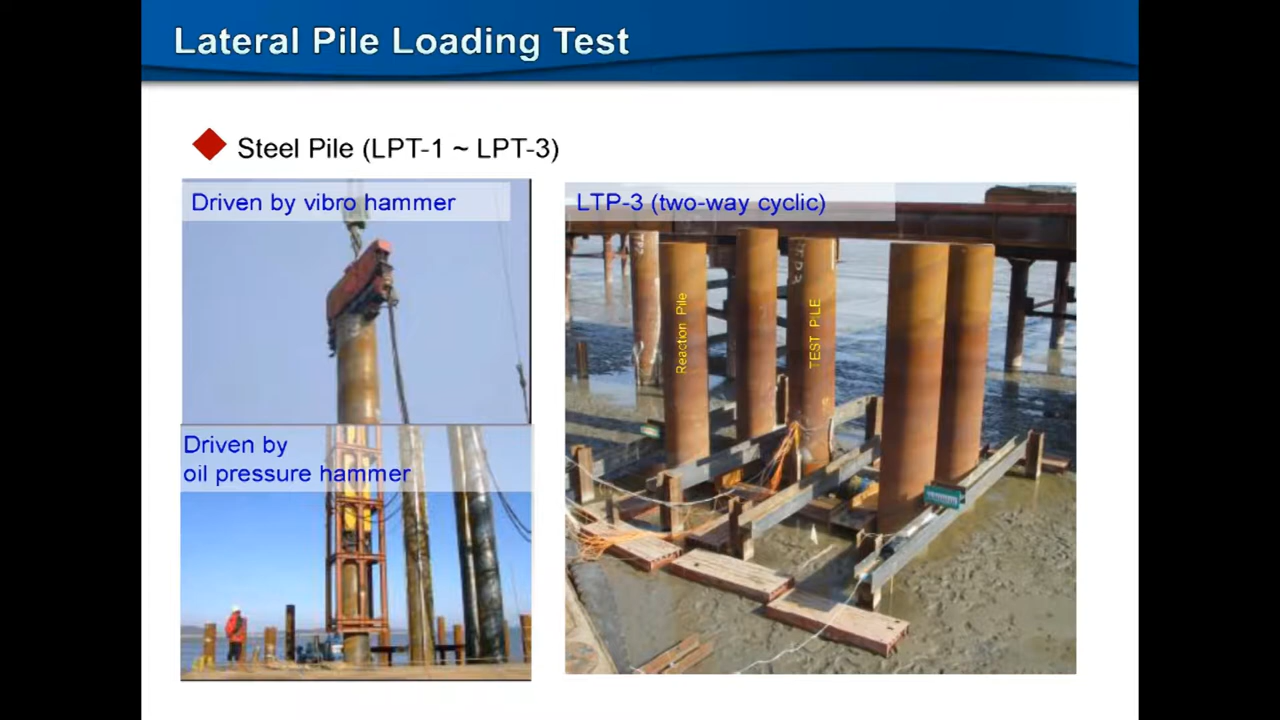 Lateral Pile Loading Test
Steel Pile (LPT-1 ~ LPT-3)
Driven by vibro hammer
LTP-3 (two-way cyclic)
Reaction Pile
TEST PILE
Driven by
oil pressure hammer